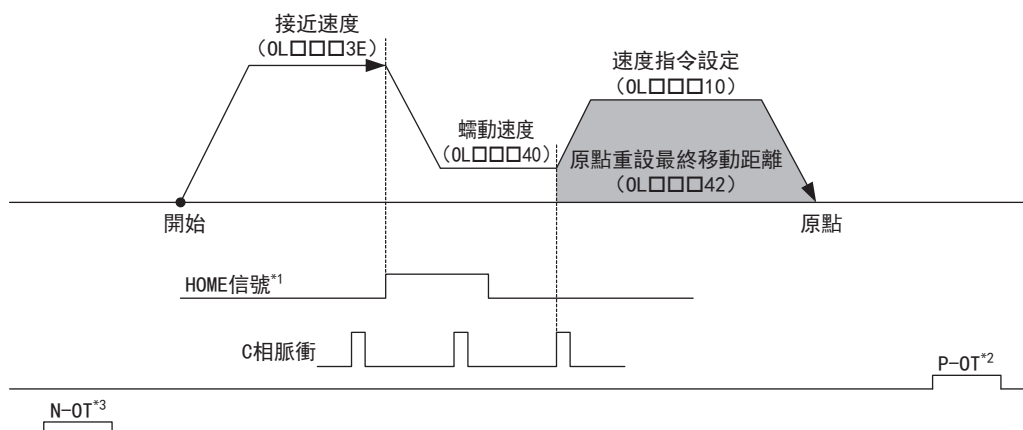 接近速度
（OL□□□3E）
速度指令設定
（OL□□□10）
蠕動速度
（OL□□□40）
原點重設最終移動距離
（OL□□□42）
開始
原點
HOME信號*1
C相脈衝
P-OT*2
N-OT*3